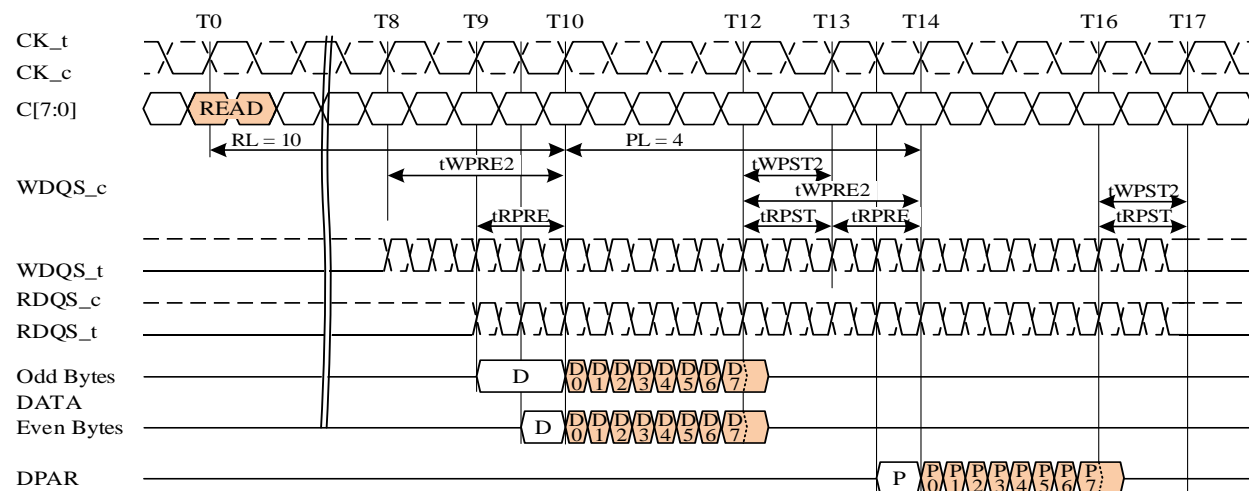 T0 T8 T9 T10 T12 T13 T14 T16 T17
CK_t
CK_c
C[7:0] READ
RL = 10 PL = 4
tWPRE2 tWPST2
WDQS_c tWPRE2 tWPST2
tRPRE tRPST tRPRE tRPST
WDQS_t
RDQS_c
RDQS_t
Odd Bytes D D0 D1 D2 D3 D4 D5 D6 D7
DATA
Even Bytes D D0 D1 D2 D3 D4 D5 D6 D7
DPAR P P0 P1 P2 P3 P4 P5 P6 P7